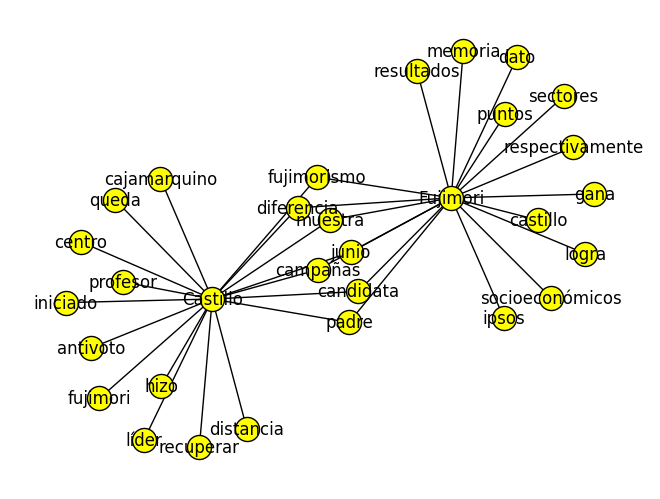 memoria
dato
resultados
sectores
puntos
respectivamente
fujimorismo
cajamarquino
gana
Fujimori
queda
diferencia
muestra
castillo
centro
junio
logra
campañas
profesor
candidata
socioeconómicos
Castillo
iniciado
ipsos
padre
antivoto
hizo
fujimori
distancia
líder
recuperar